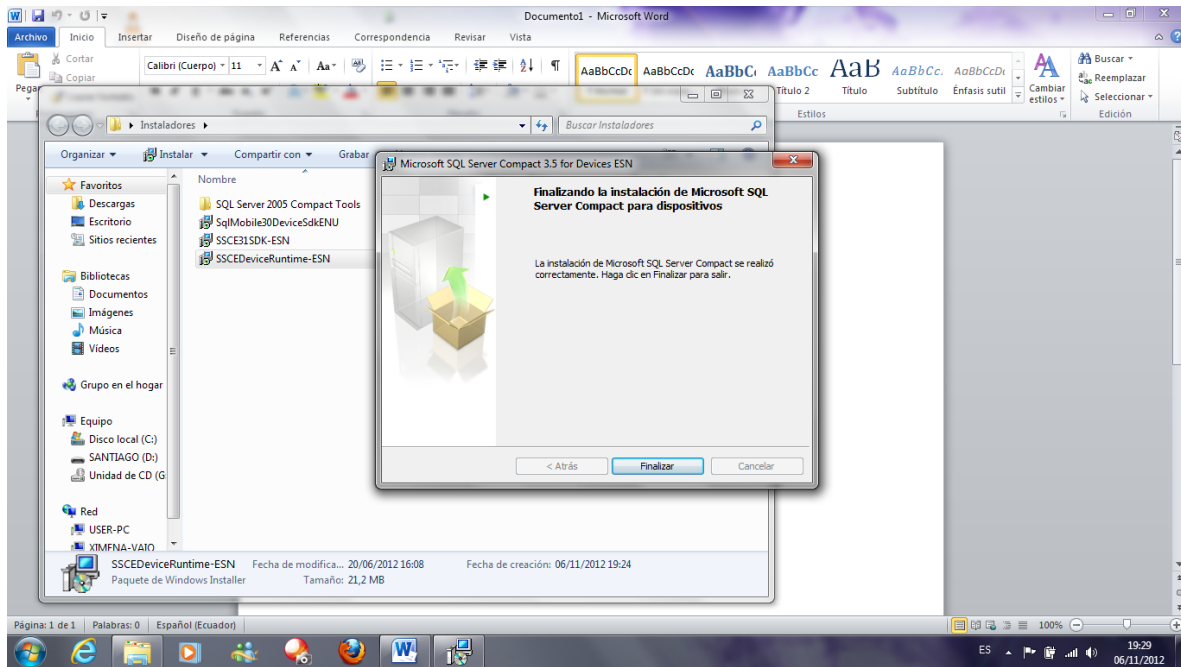 Documento1 - Microsoft Word
Archivo Inicio Insertar Diseño de página Referencias Correspondencia Revisar Vista
Cortar
Copiar
Pegar
Calibri (Cuerpo) 11
AaBbCcDc AaBbCcDc AaBbC AaBbCc AaB AaBbCc. AaBbCcDc
Título 2 Título Subtítulo Énfasis sutil
Cambiar estilos
Buscar
Reemplazar
Seleccionar
Estilos Edición
Instaladores
Buscar Instaladores
Organizar Instalar Compartir con Grabar
Favoritos
Descargas
Escritorio
Sitios recientes
Bibliotecas
Documentos
Imágenes
Música
Vídeos
Grupo en el hogar
Equipo
Disco local (C:)
SANTIAGO (D:)
Unidad de CD (G:
Red
USER-PC
XIMENA-VAIO
Nombre
SQL Server 2005 Compact Tools
SqlMobile30DeviceSdkENU
SSCE31SDK-ESN
SSCEDeviceRuntime-ESN
Microsoft SQL Server Compact 3.5 for Devices ESN
Finalizando la instalación de Microsoft SQL
Server Compact para dispositivos
La instalación de Microsoft SQL Server Compact se realizó
correctamente. Haga clic en Finalizar para salir.
< Atrás Finalizar Cancelar
SSCEDeviceRuntime-ESN Fecha de modifica... 20/06/2012 16:08 Fecha de creación: 06/11/2012 19:24
Paquete de Windows Installer Tamaño: 21,2 MB
Página: 1 de 1 Palabras: 0 Español (Ecuador) 100%
ES 19:29
06/11/2012